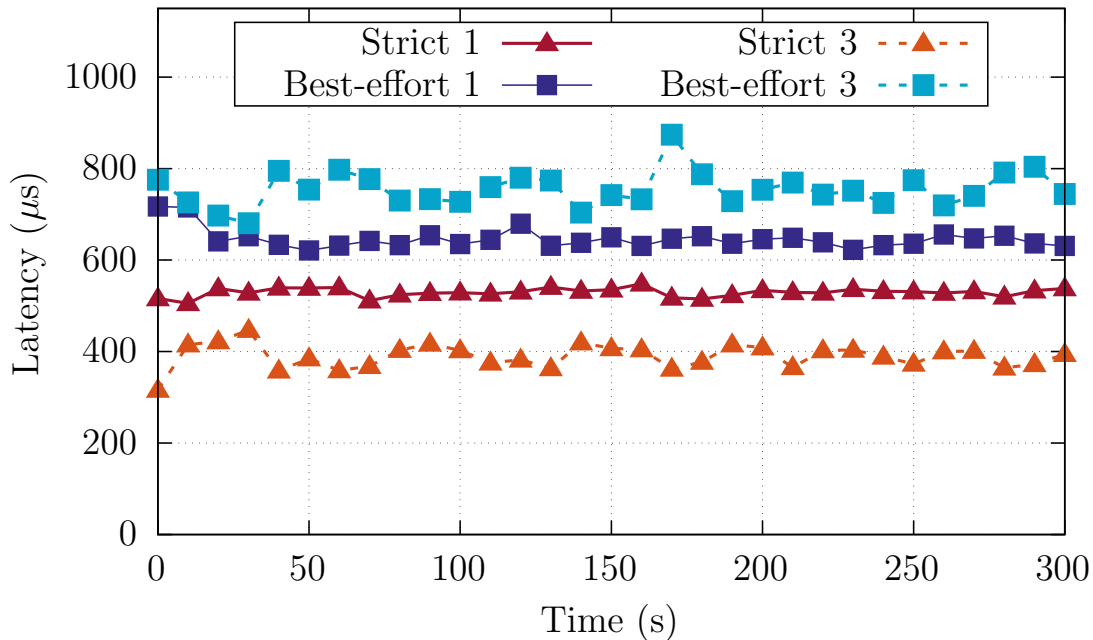 Strict 1
Strict 3
Best-effort 1
Best-effort 3
Latency (μs)
1000
800
600
400
200
0
0 50 100 150 200 250 300
Time (s)